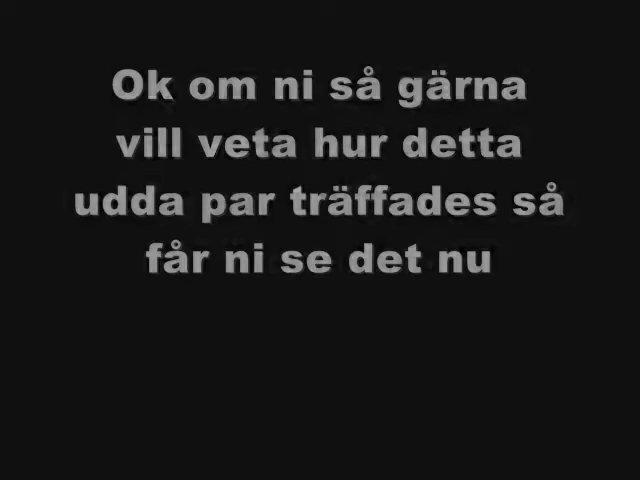 Ok om ni så gärna
vill veta hur detta
udda par träffades så
får ni se det nu